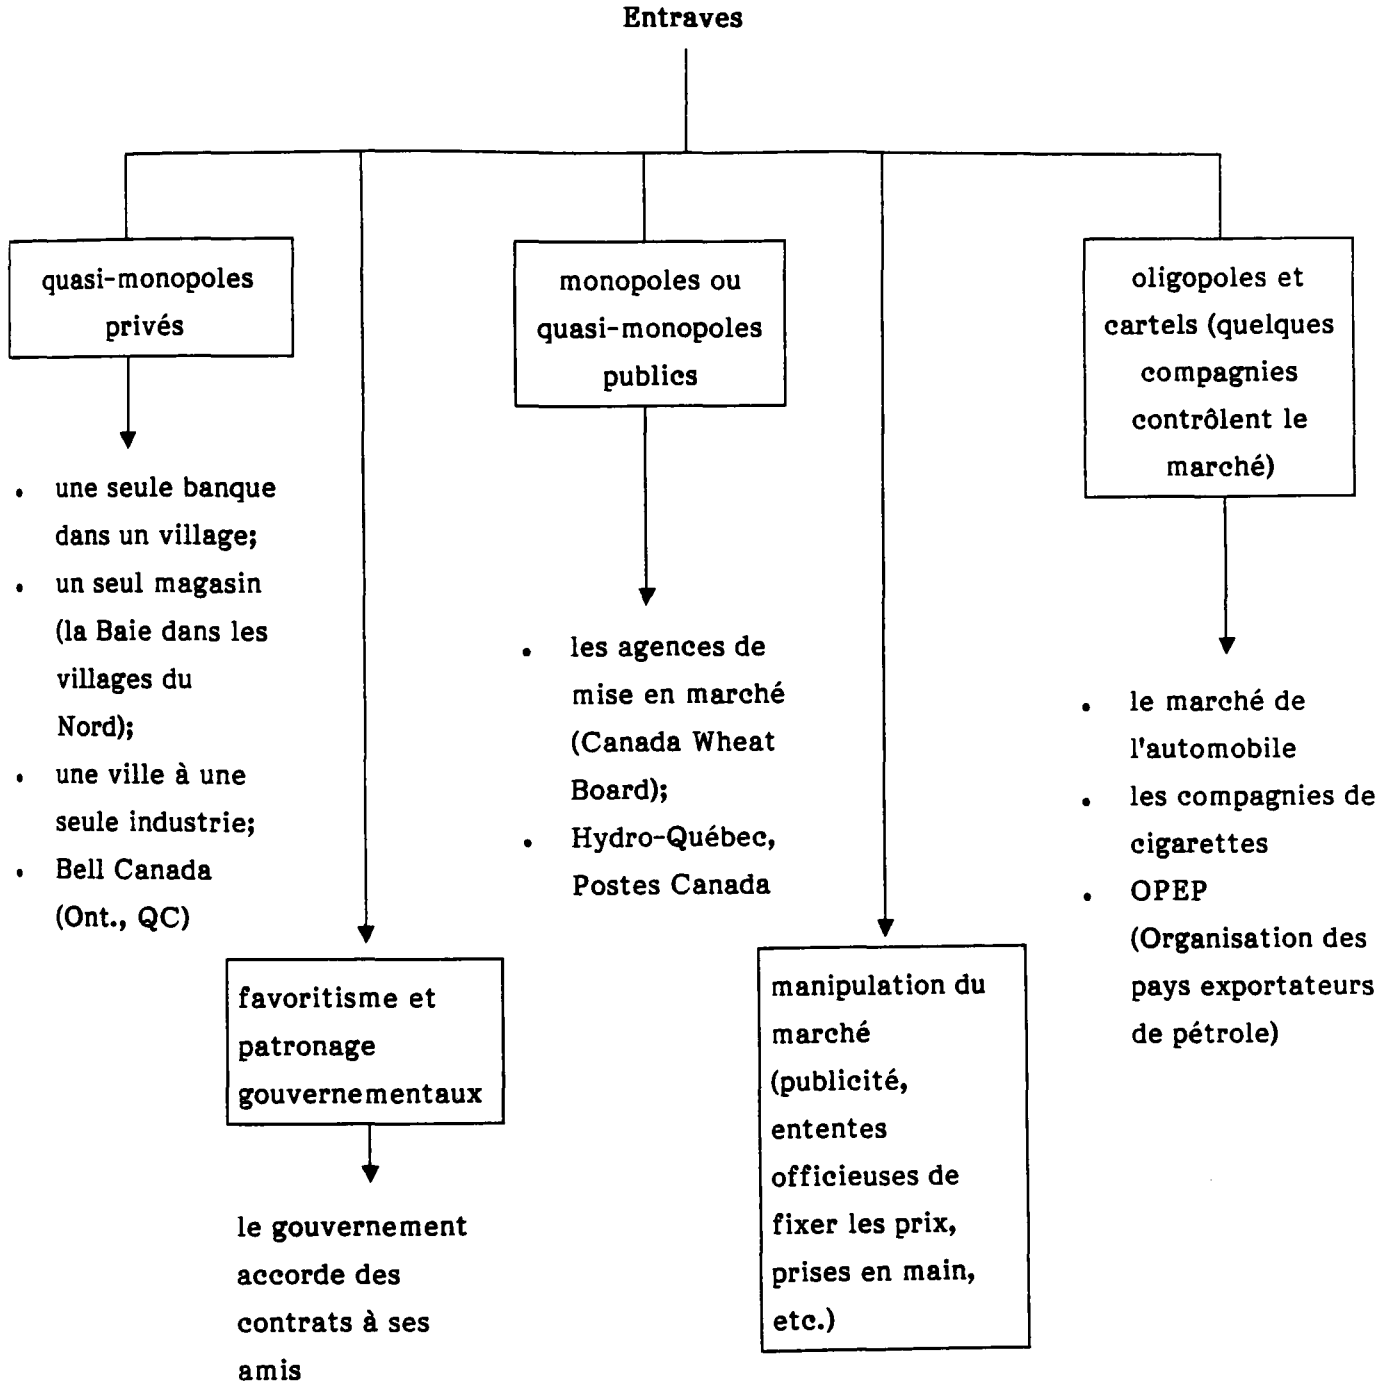 Entraves
quasi-monopoles
privés
. une seule banque
dans un village;
. un seul magasin
(la Baie dans les
villages du
Nord);
. une ville à une
seule industrie;
. Bell Canada
(Ont., QC)
favoritisme et
patronage
gouvernementaux
le gouvernement
accorde des
contrats à ses
amis
monopoles ou
quasi-monopoles
publics
. les agences de
mise en marché
(Canada Wheat
Board);
. Hydro-Québec,
Postes Canada
manipulation du
marché
(publicité,
ententes
officieuses de
fixer les prix,
prises en main,
etc.)
oligopoles et
cartels (quelques
compagnies
contrôlent le
marché)
. le marché de
l'automobile
. les compagnies de
cigarettes
. OPEP
(Organisation des
pays exportateurs
de pétrole)